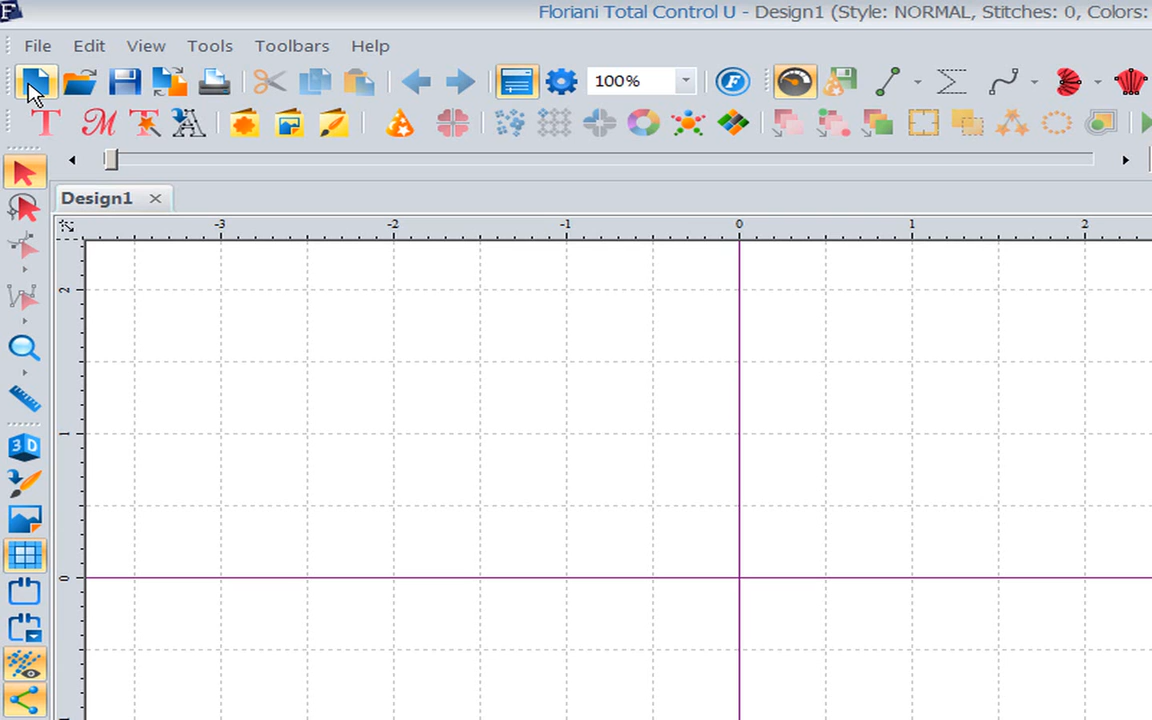 Floriani Total Control U - Design1 (Style: NORMAL, Stitches: 0, Colors:
File Edit View Tools Toolbars Help
100%
Design1
-3 -2 -1 0 1 2
2
1
0
3D